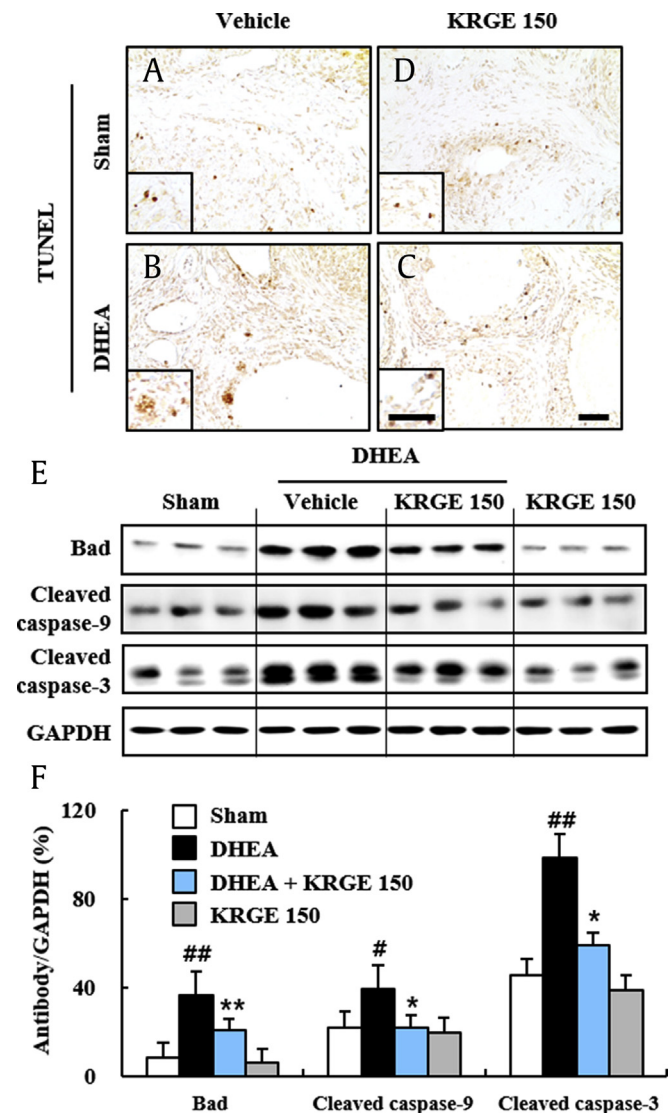 Vehicle KRGE 150
A D
Sham
TUNEL
B C
DHEA
E DHEA
Sham Vehicle KRGE 150 KRGE 150
Bad
Cleaved
caspase-9
Cleaved
caspase-3
GAPDH
F
120
80
40
0
Antibody/GAPDH (%)
Sham
DHEA
DHEA + KRGE 150
KRGE 150
## ** # * ## *
Bad Cleaved caspase-9 Cleaved caspase-3